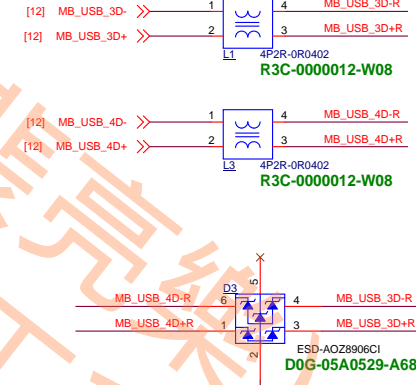 [12] MB_USB_3D- 1 4 MB_USB_3D-R
[12] MB_USB_3D+ 2 3 MB_USB_3D+R
L1 4P2R-0R0402
R3C-0000012-W08
[12] MB_USB_4D- 1 4 MB_USB_4D-R
[12] MB_USB_4D+ 2 3 MB_USB_4D+R
L3 4P2R-0R0402
R3C-0000012-W08
D3 5
MB_USB_4D-R 6 4 MB_USB_3D-R
MB_USB_4D+R 1 3 MB_USB_3D+R
2 ESD-AOZ8906CI
D0G-05A0529-A68